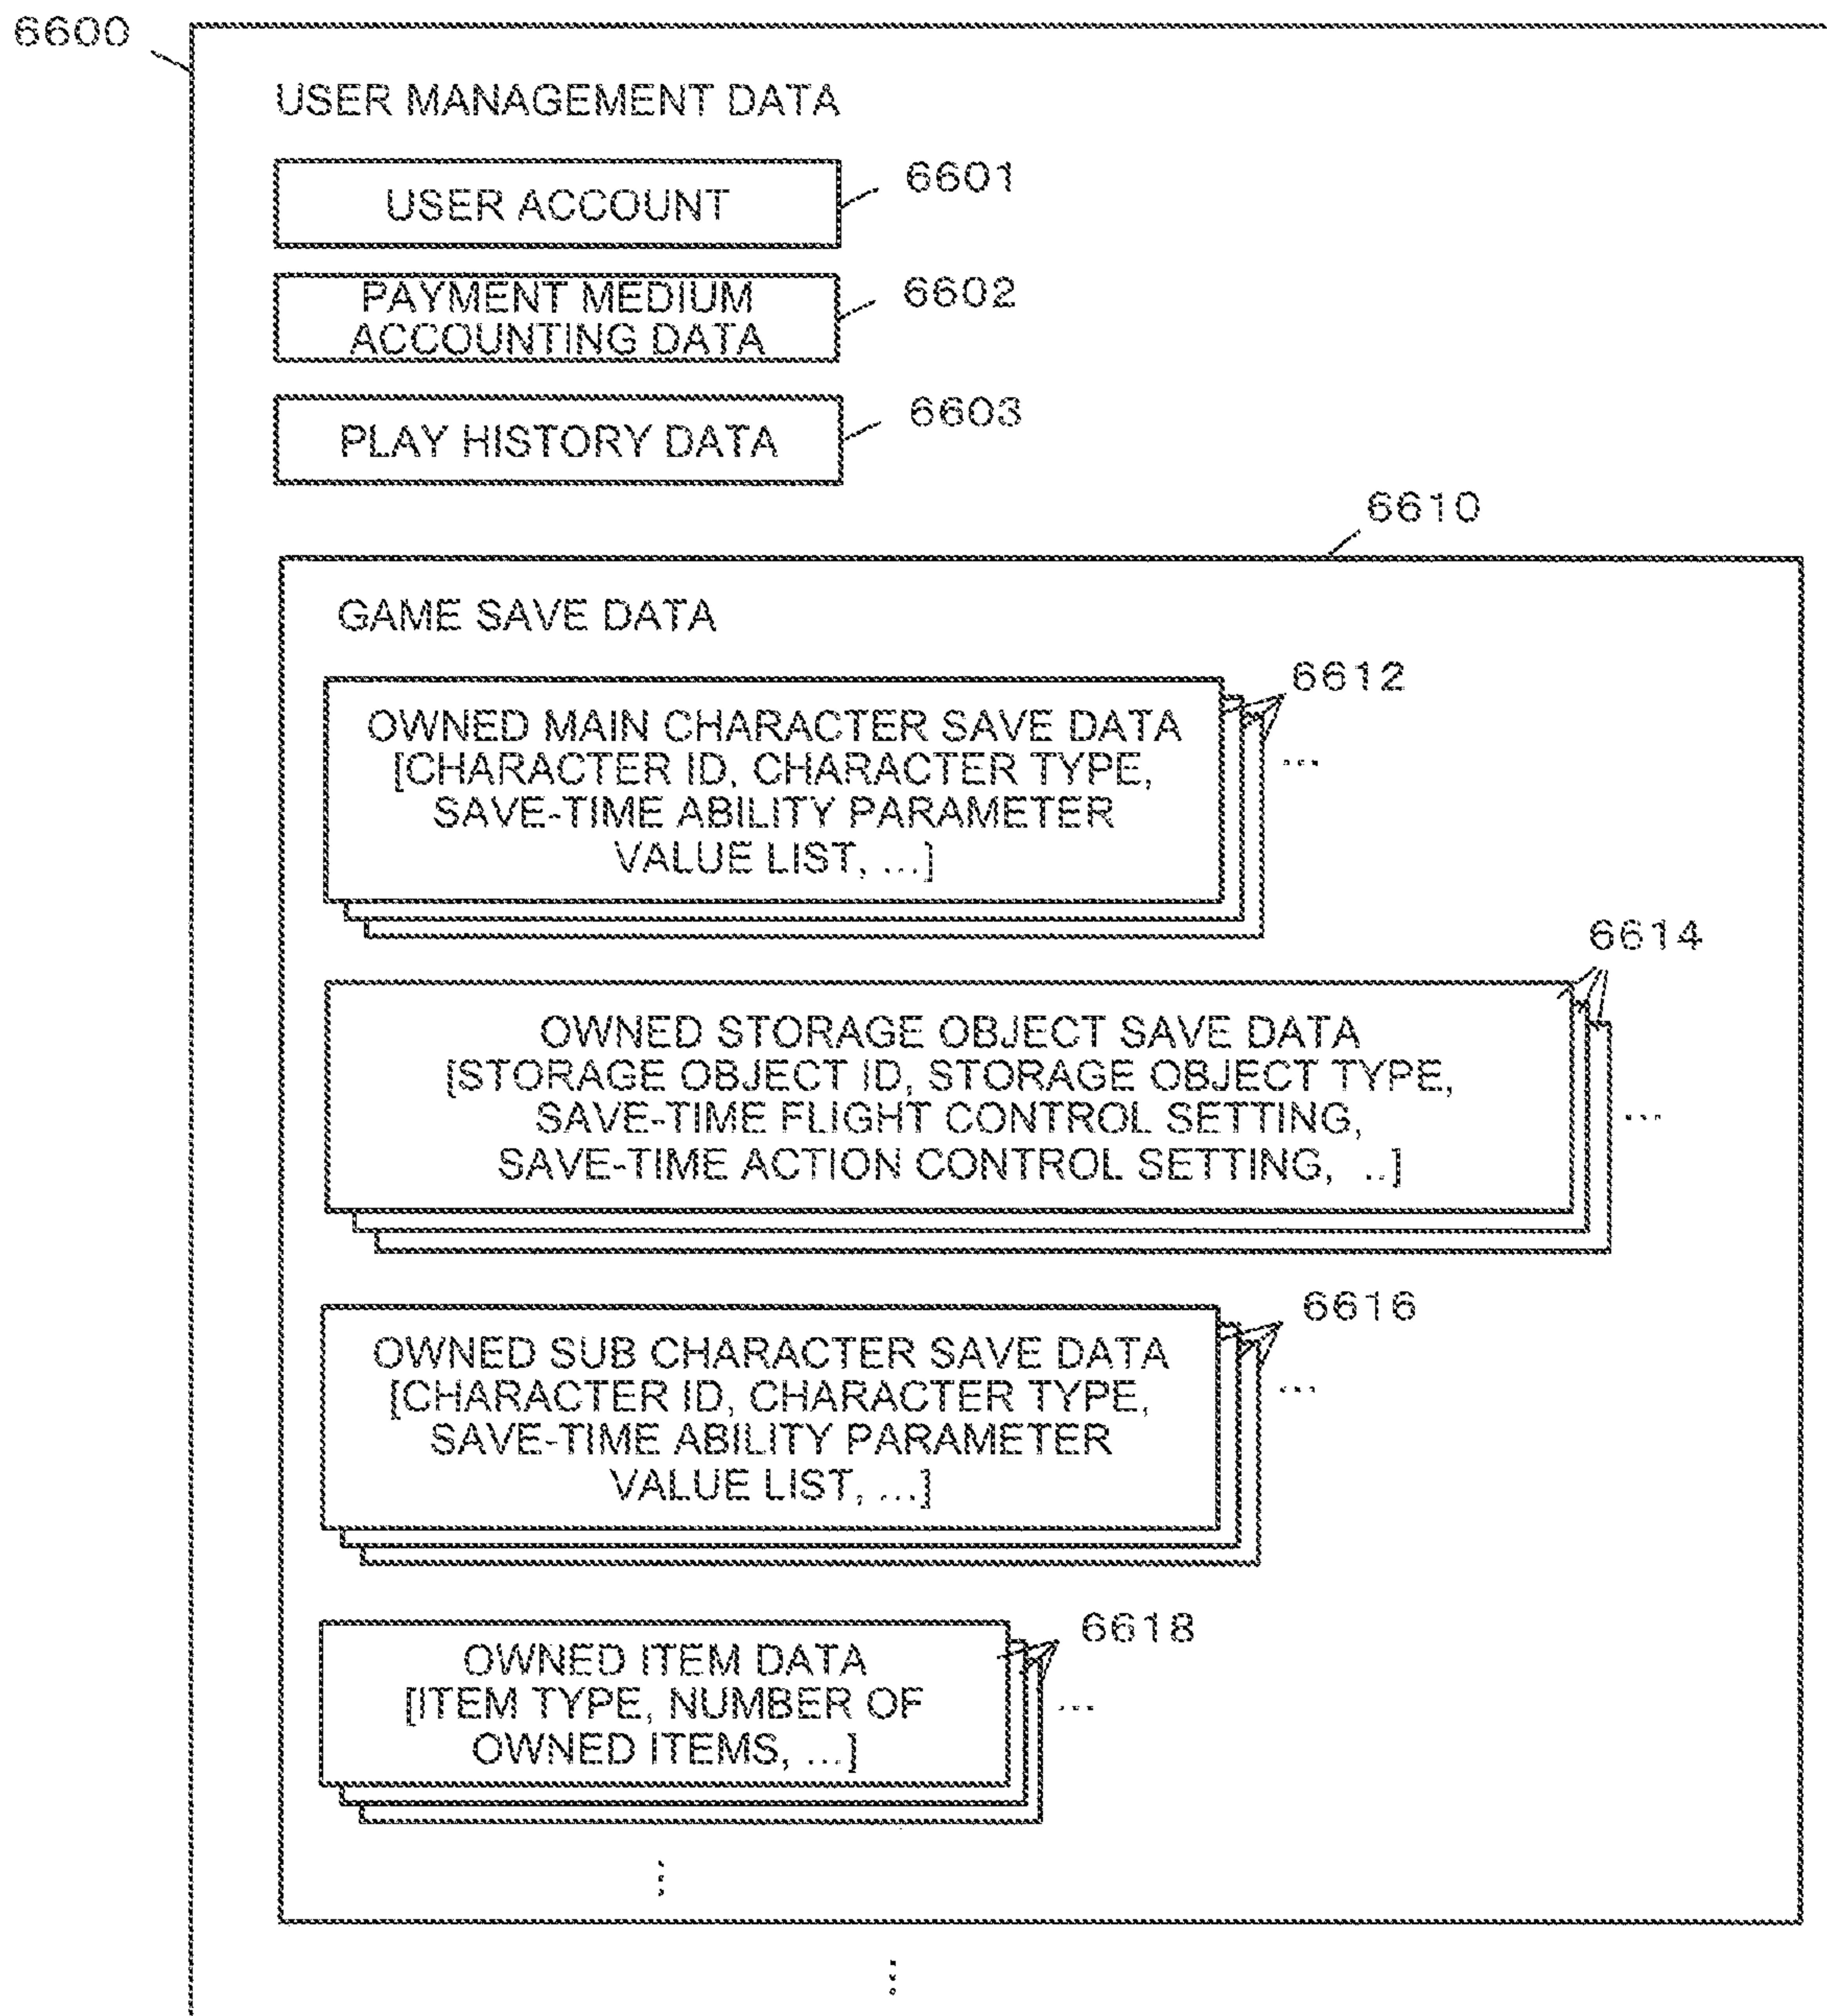 6600
USER MANAGEMENT DATA
USER ACCOUNT
6601
PAYMENT MEDIUM
ACCOUNTING DATA
6602
PLAY HISTORY DATA
6603
6610
GAME SAVE DATA
6612
OWNED MAIN CHARACTER SAVE DATA
[CHARACTER ID, CHARACTER TYPE,
SAVE-TIME ABILITY PARAMETER
VALUE LIST, ...]
...
6614
OWNED STORAGE OBJECT SAVE DATA
[STORAGE OBJECT ID, STORAGE OBJECT TYPE,
SAVE-TIME FLIGHT CONTROL SETTING,
SAVE-TIME ACTION CONTROL SETTING, ..]
...
6616
OWNED SUB CHARACTER SAVE DATA
[CHARACTER ID, CHARACTER TYPE,
SAVE-TIME ABILITY PARAMETER
VALUE LIST, ...]
...
6618
OWNED ITEM DATA
[ITEM TYPE, NUMBER OF
OWNED ITEMS, ...]
...